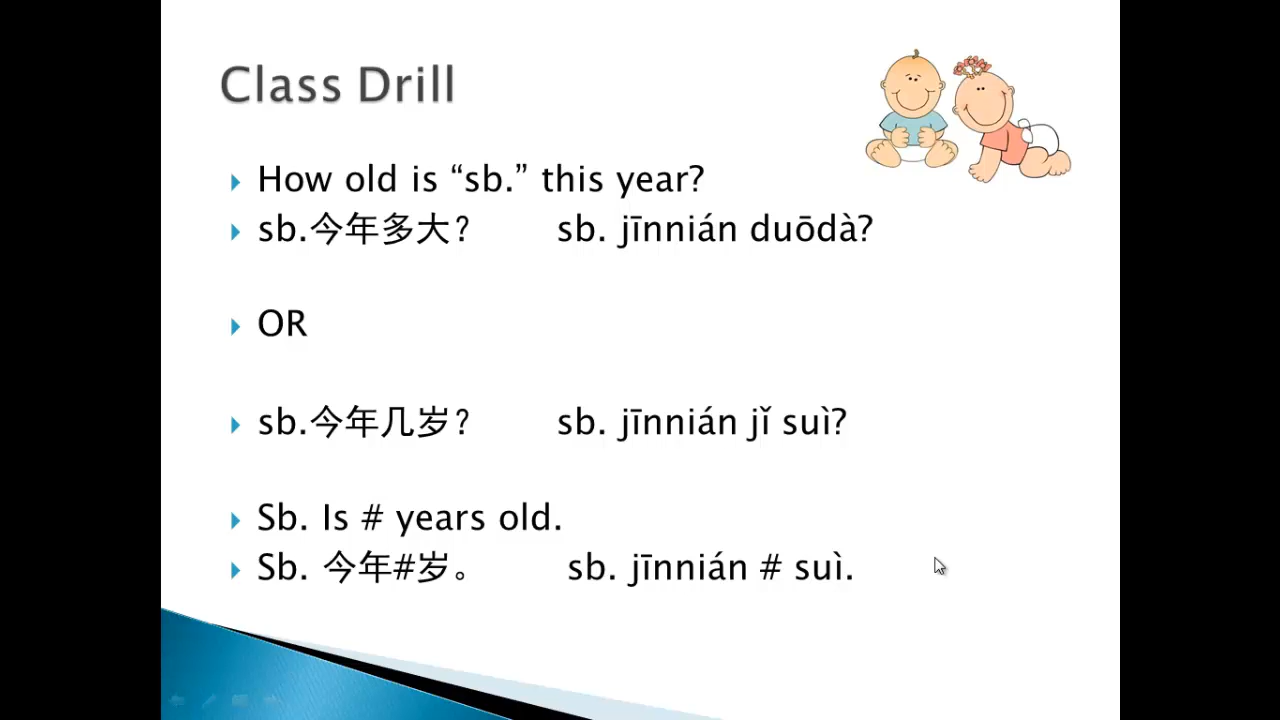 Class Drill
How old is “sb.” this year?
sb.今年多大？ sb. jīnnián duōdà?
OR
sb.今年几岁？ sb. jīnnián jǐ suì?
Sb. Is # years old.
Sb. 今年#岁。 sb. jīnnián # suì.